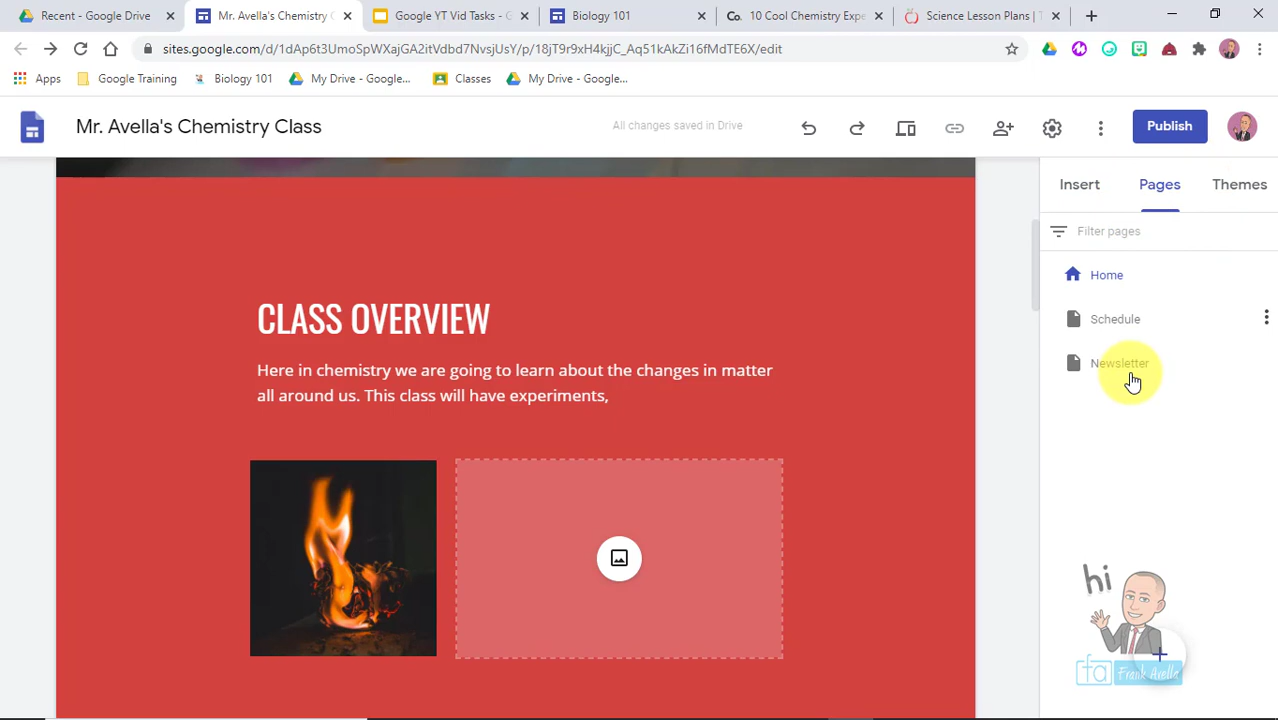 Recent - Google Drive
Mr. Avella's Chemistry C
Google YT Vid Tasks - G
Biology 101
Co. 10 Cool Chemistry Expe
Science Lesson Plans | T
sites.google.com/d/1dAp6t3UmoSpWXajGA2itVdbd7NvsjUsY/p/18jT9r9xH4kjjC_Aq51kAkZi16fMdTE6X/edit
Apps
Google Training
Biology 101
My Drive - Google...
Classes
My Drive - Google...
Mr. Avella's Chemistry Class
All changes saved in Drive
Publish
Insert
Pages
Themes
Filter pages
Home
Schedule
Newsletter
CLASS OVERVIEW
Here in chemistry we are going to learn about the changes in matter
all around us. This class will have experiments,
hi
fa Frank Avella